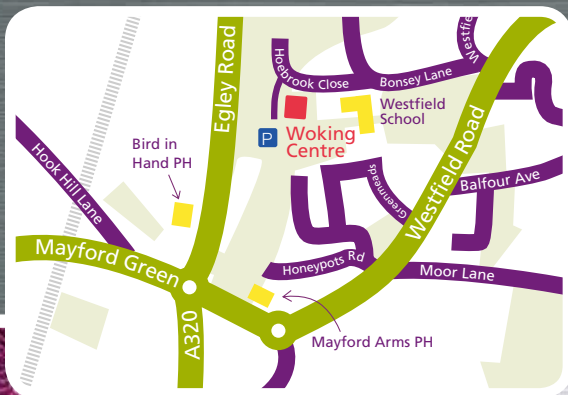 Egley Road
Hoebrook Close
Bonsey Lane
Westfie
Westfield
School
P
Woking
Centre
Bird in
Hand PH
Hook Hill Lane
Westfield Road
Balfour Ave
Greenmeads
Mayford Green
Honeypots Rd
Moor Lane
A320
Mayford Arms PH